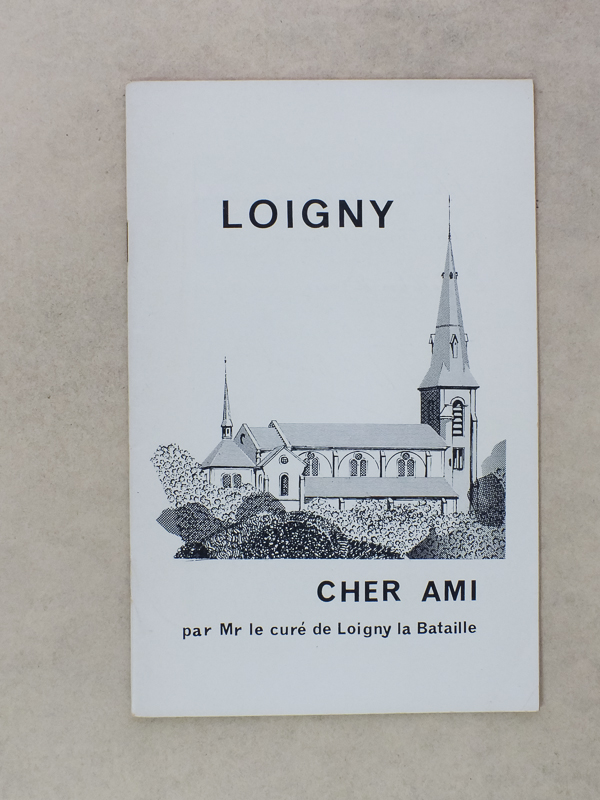 LOIGNY
CHER AMI
par Mr le curé de Loigny la Bataille